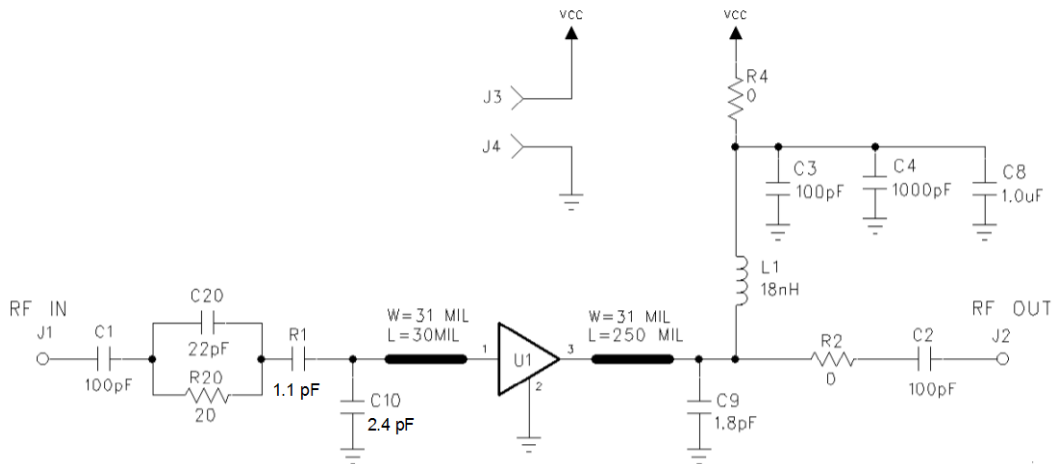 vcc
vcc
R4
0
J3
J4
C3
100pF
C4
1000pF
C8
1.0uF
L1
18nH
RF IN
J1
C1
100pF
C20
22pF
R20
20
R1
1.1 pF
C10
2.4 pF
W=31 MIL
L=30MIL
1
U1
2
3
W=31 MIL
L=250 MIL
C9
1.8pF
R2
0
C2
100pF
RF OUT
J2